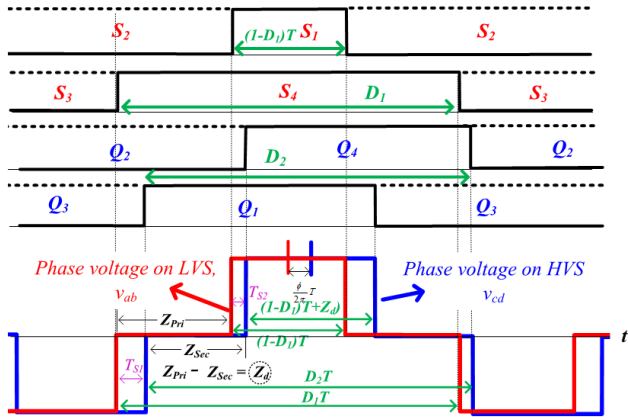 S2 (1-D1)T S1 S2
S3 S4 D1 S3
Q2 Q4 Q2
D2
Q3 Q1 Q3
Phase voltage on LVS, vab
Phase voltage on HVS vcd
TS2
ϕ/2π T
(1-D1)T+Zd)
ZPri
(1-D1)T
t
ZSec
TS1
ZPri - ZSec = Zd
D2T
D1T